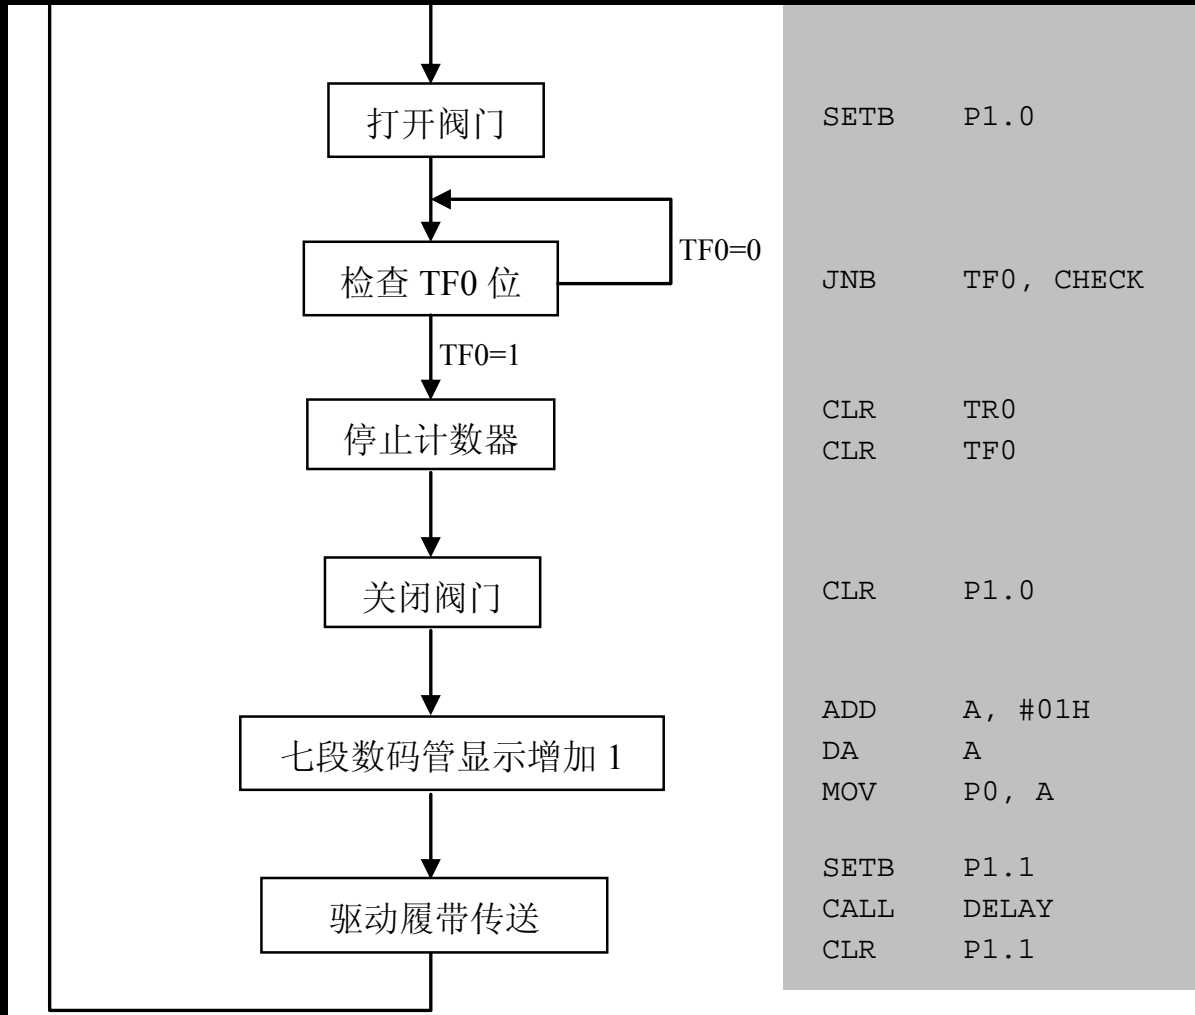 打开阀门
SETB P1.0
TF0=0
检查 TF0 位
JNB TF0, CHECK
TF0=1
停止计数器
CLR TR0
CLR TF0
关闭阀门
CLR P1.0
七段数码管显示增加 1
ADD A, #01H
DA A
MOV P0, A
驱动履带传送
SETB P1.1
CALL DELAY
CLR P1.1